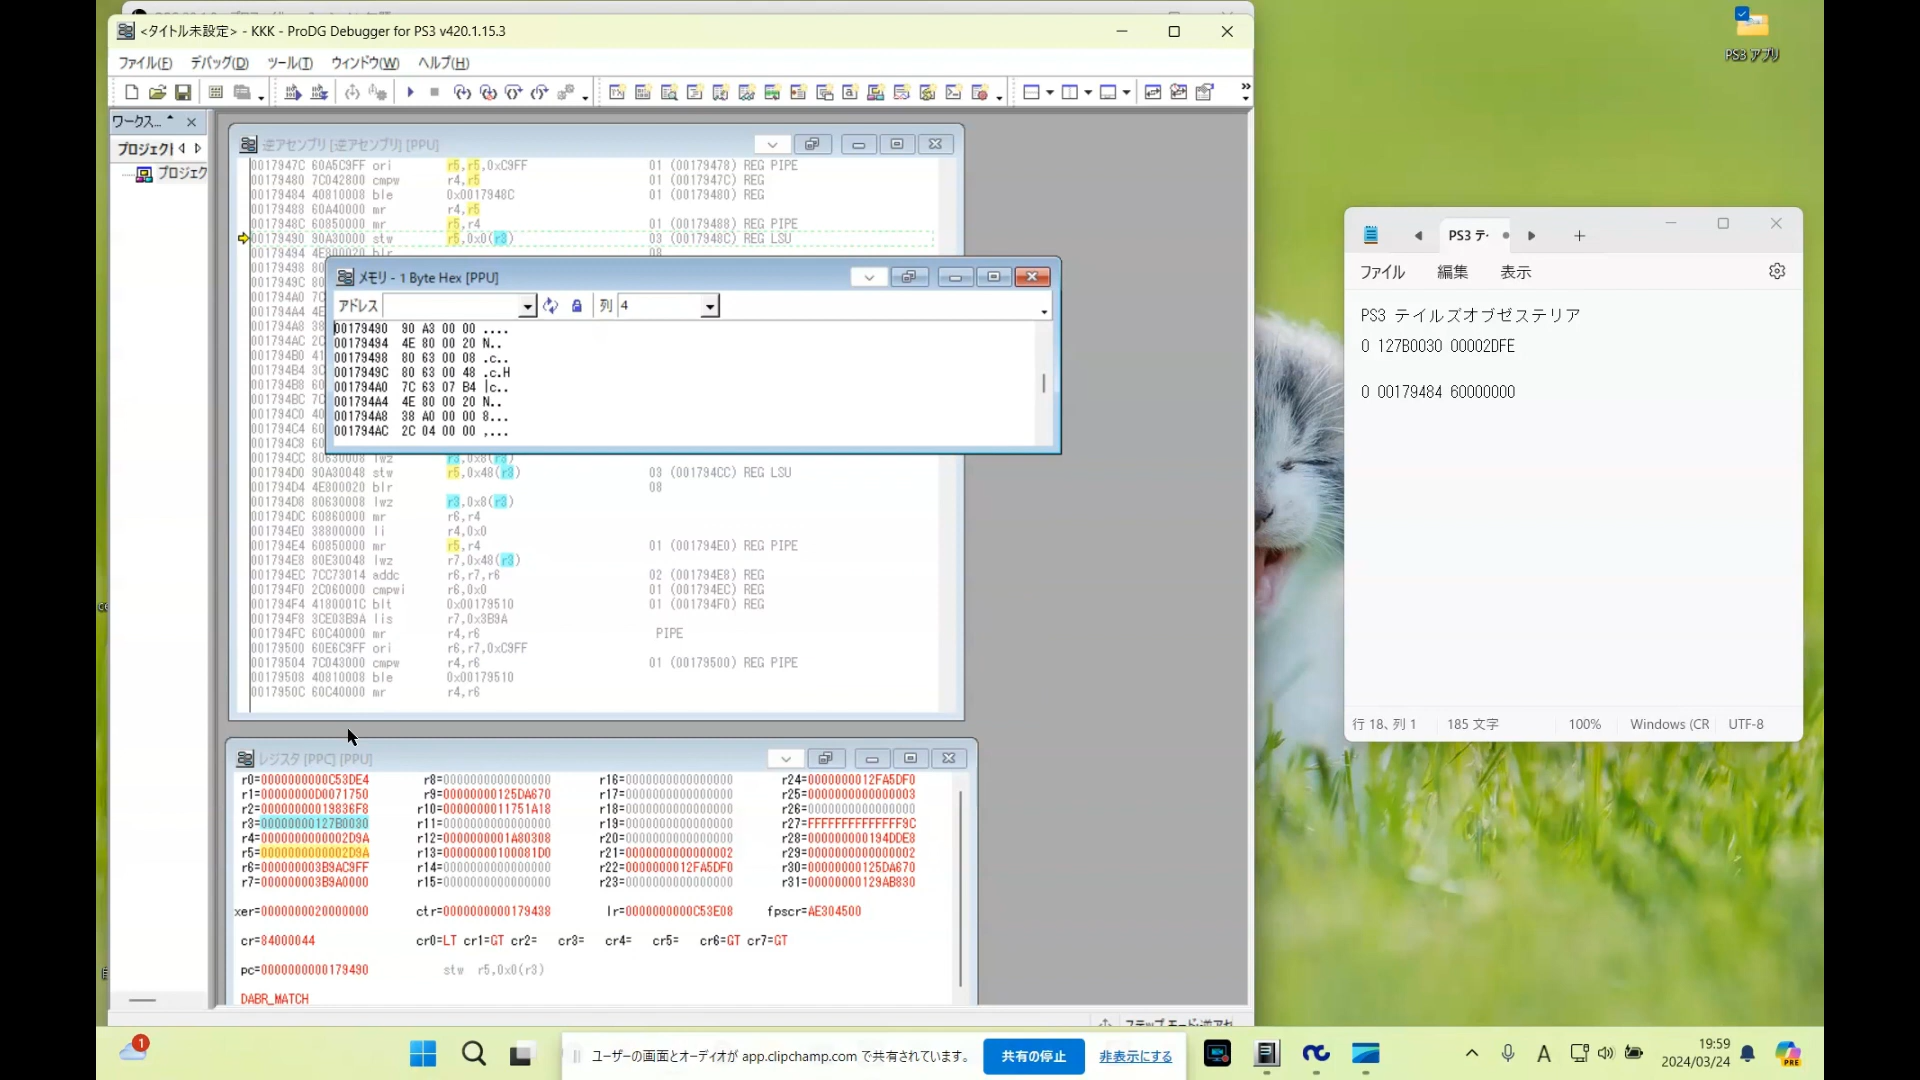 <タイトル未設定> - KKK - ProDG Debugger for PS3 v420.1.15.3
ファイル(F) デバッグ(D) ツール(T) ウィンドウ(W) ヘルプ(H)
ワークス...
プロジェクト
プロジェク
逆アセンブリ [逆アセンブリ] [PPU]
0017947C 60A5C9FF ori r5,r5,0xC9FF 01 (00179478) REG PIPE
00179480 7C042800 cmpw r4,r5 01 (0017947C) REG
00179484 40810008 ble 0x0017948C 01 (00179480) REG
00179488 60A40000 mr r4,r5
0017948C 60850000 mr r5,r4 01 (00179488) REG PIPE
00179490 90A30000 stw r5,0x0(r3) 03 (0017948C) REG LSU
00179494 4E800020 blr 08
メモリ - 1 Byte Hex [PPU]
アドレス 列 4
00179490 90 A3 00 00 ....
00179494 4E 80 00 20 N..
00179498 80 63 00 08 .c..
0017949C 80 63 00 48 .c.H
001794A0 7C 63 07 B4 |c..
001794A4 4E 80 00 20 N..
001794A8 38 A0 00 00 8...
001794AC 2C 04 00 00 ,...
001794CC 80630008 lwz r3,0x8(r3)
001794D0 90A30048 stw r5,0x48(r3) 03 (001794CC) REG LSU
001794D4 4E800020 blr 08
001794D8 80630008 lwz r3,0x8(r3)
001794DC 60860000 mr r6,r4
001794E0 38800000 li r4,0x0
001794E4 60850000 mr r5,r4 01 (001794E0) REG PIPE
001794E8 80E30048 lwz r7,0x48(r3)
001794EC 7CC73014 addc r6,r7,r6 02 (001794E8) REG
001794F0 2C060000 cmpwi r6,0x0 01 (001794EC) REG
001794F4 4180001C blt 0x00179510 01 (001794F0) REG
001794F8 3CE03B9A lis r7,0x3B9A
001794FC 60C40000 mr r4,r6 PIPE
00179500 60E6C9FF ori r6,r7,0xC9FF
00179504 7C043000 cmpw r4,r6 01 (00179500) REG PIPE
00179508 40810008 ble 0x00179510
0017950C 60C40000 mr r4,r6
レジスタ [PPC] [PPU]
r0=0000000000C53DE4 r8=0000000000000000 r16=0000000000000000 r24=0000000012FA5DF0
r1=00000000D0071750 r9=00000000125DA670 r17=0000000000000000 r25=0000000000000003
r2=00000000019836F8 r10=0000000011751A18 r18=0000000000000000 r26=0000000000000000
r3=00000000127B0030 r11=0000000000000000 r19=0000000000000000 r27=FFFFFFFFFFFFFF9C
r4=0000000000002D9A r12=0000000001A80308 r20=0000000000000000 r28=000000000194DDE8
r5=0000000000002D9A r13=00000000100081D0 r21=0000000000000002 r29=0000000000000002
r6=000000003B9AC9FF r14=0000000000000000 r22=0000000012FA5DF0 r30=00000000125DA670
r7=000000003B9A0000 r15=0000000000000000 r23=0000000000000000 r31=00000000129AB830
xer=0000000020000000 ctr=0000000000179438 lr=0000000000C53E08 fpscr=AE304500
cr=84000044 cr0=LT cr1=GT cr2= cr3= cr4= cr5= cr6=GT cr7=GT
pc=0000000000179490 stw r5,0x0(r3)
DABR_MATCH
PS3 アプリ
PS3 テ
ファイル 編集 表示
PS3 テイルズオブゼステリア
0 127B0030 00002DFE
0 00179484 60000000
行 18、列 1 185 文字 100% Windows (CR UTF-8
1
ユーザーの画面とオーディオが app.clipchamp.com で共有されています。 共有の停止 非表示にする
A
19:59
2024/03/24
PRE